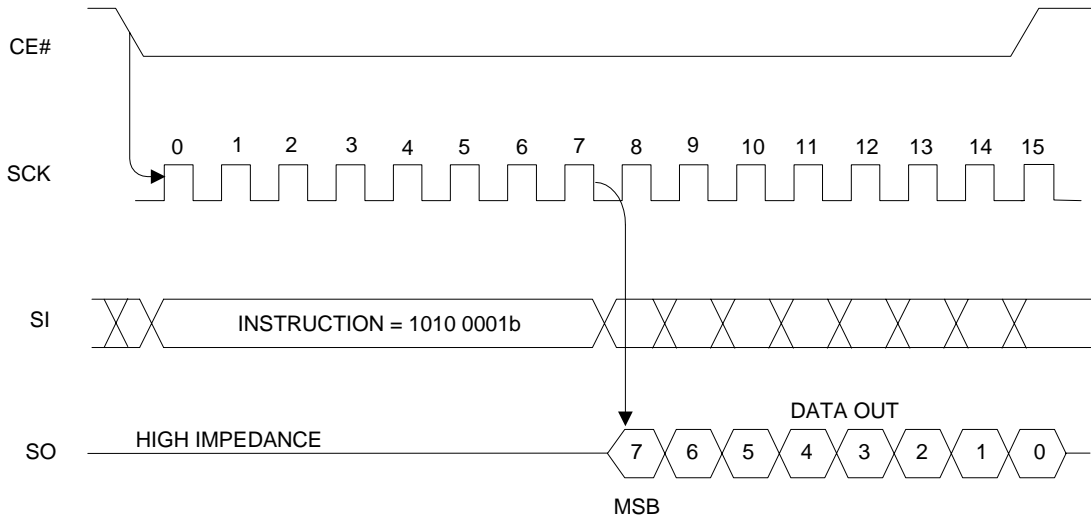 CE#
0 1 2 3 4 5 6 7 8 9 10 11 12 13 14 15
SCK
SI
INSTRUCTION = 1010 0001b
DATA OUT
HIGH IMPEDANCE
SO
7 6 5 4 3 2 1 0
MSB